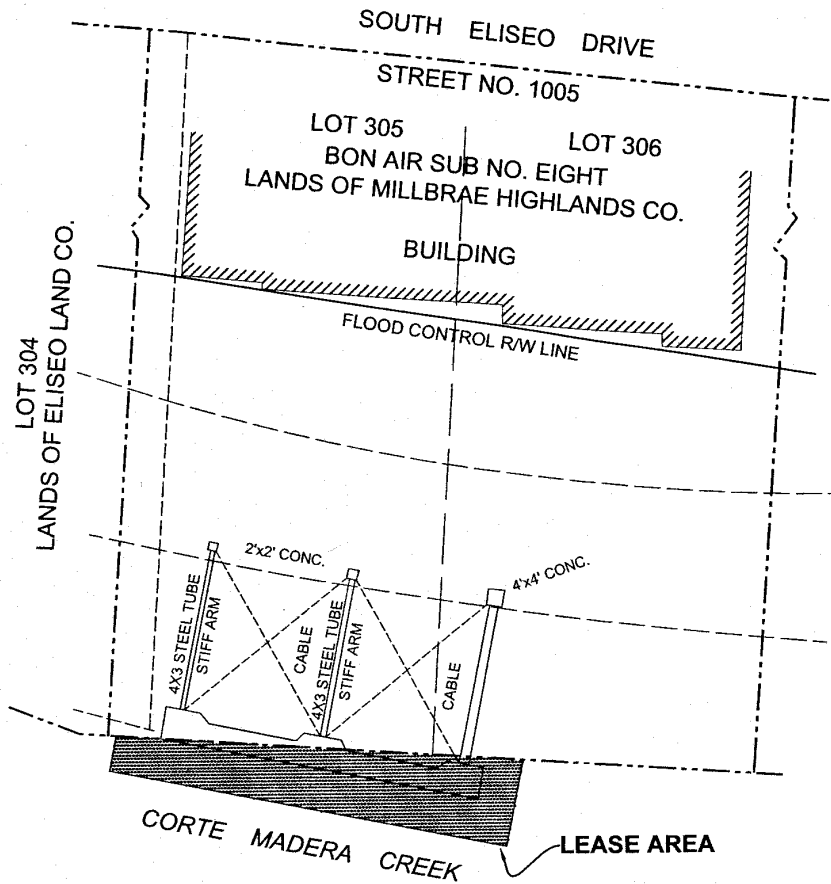 SOUTH ELISEO DRIVE
STREET NO. 1005
LOT 305
LOT 306
BON AIR SUB NO. EIGHT
LANDS OF MILLBRAE HIGHLANDS CO.
BUILDING
FLOOD CONTROL R/W LINE
LOT 304
LANDS OF ELISEO LAND CO.
2'x2' CONC.
4'x4' CONC.
4X3 STEEL TUBE
STIFF ARM
CABLE
4X3 STEEL TUBE
STIFF ARM
CABLE
CORTE MADERA CREEK
LEASE AREA